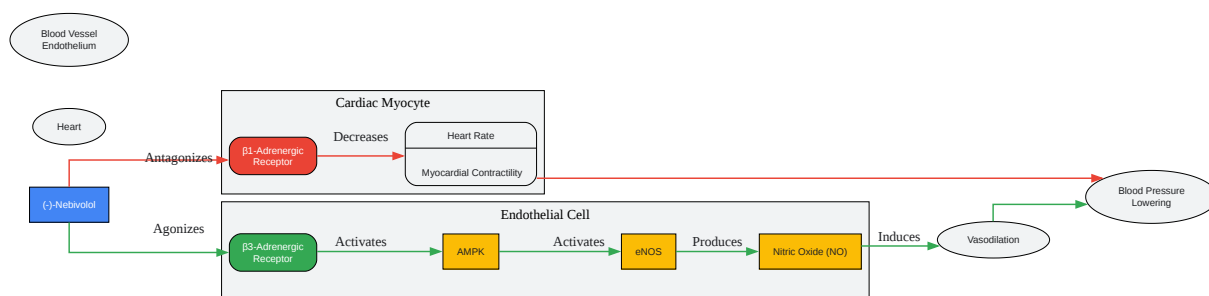 Blood Vessel
Endothelium
Heart
(-)-Nebivolol
Antagonizes
Agonizes
Cardiac Myocyte
β1-Adrenergic
Receptor
Decreases
Heart Rate
Myocardial Contractility
Endothelial Cell
β3-Adrenergic
Receptor
Activates
AMPK
Activates
eNOS
Produces
Nitric Oxide (NO)
Induces
Vasodilation
Blood Pressure
Lowering